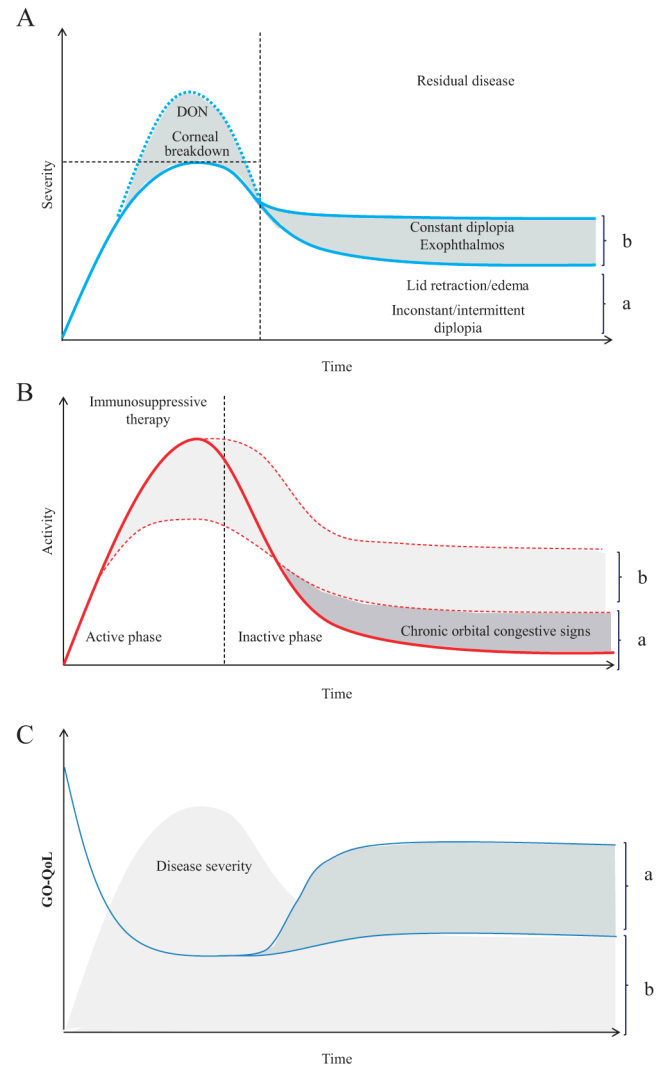 A
Residual disease
DON
Corneal
breakdown
Severity
Constant diplopia
Exophthalmos
b
Lid retraction/edema
a
Inconstant/intermittent
diplopia
Time
B
Immunosuppressive
therapy
Activity
b
Active phase
Inactive phase
Chronic orbital congestive signs
a
Time
C
Disease severity
GO-QoL
a
b
Time